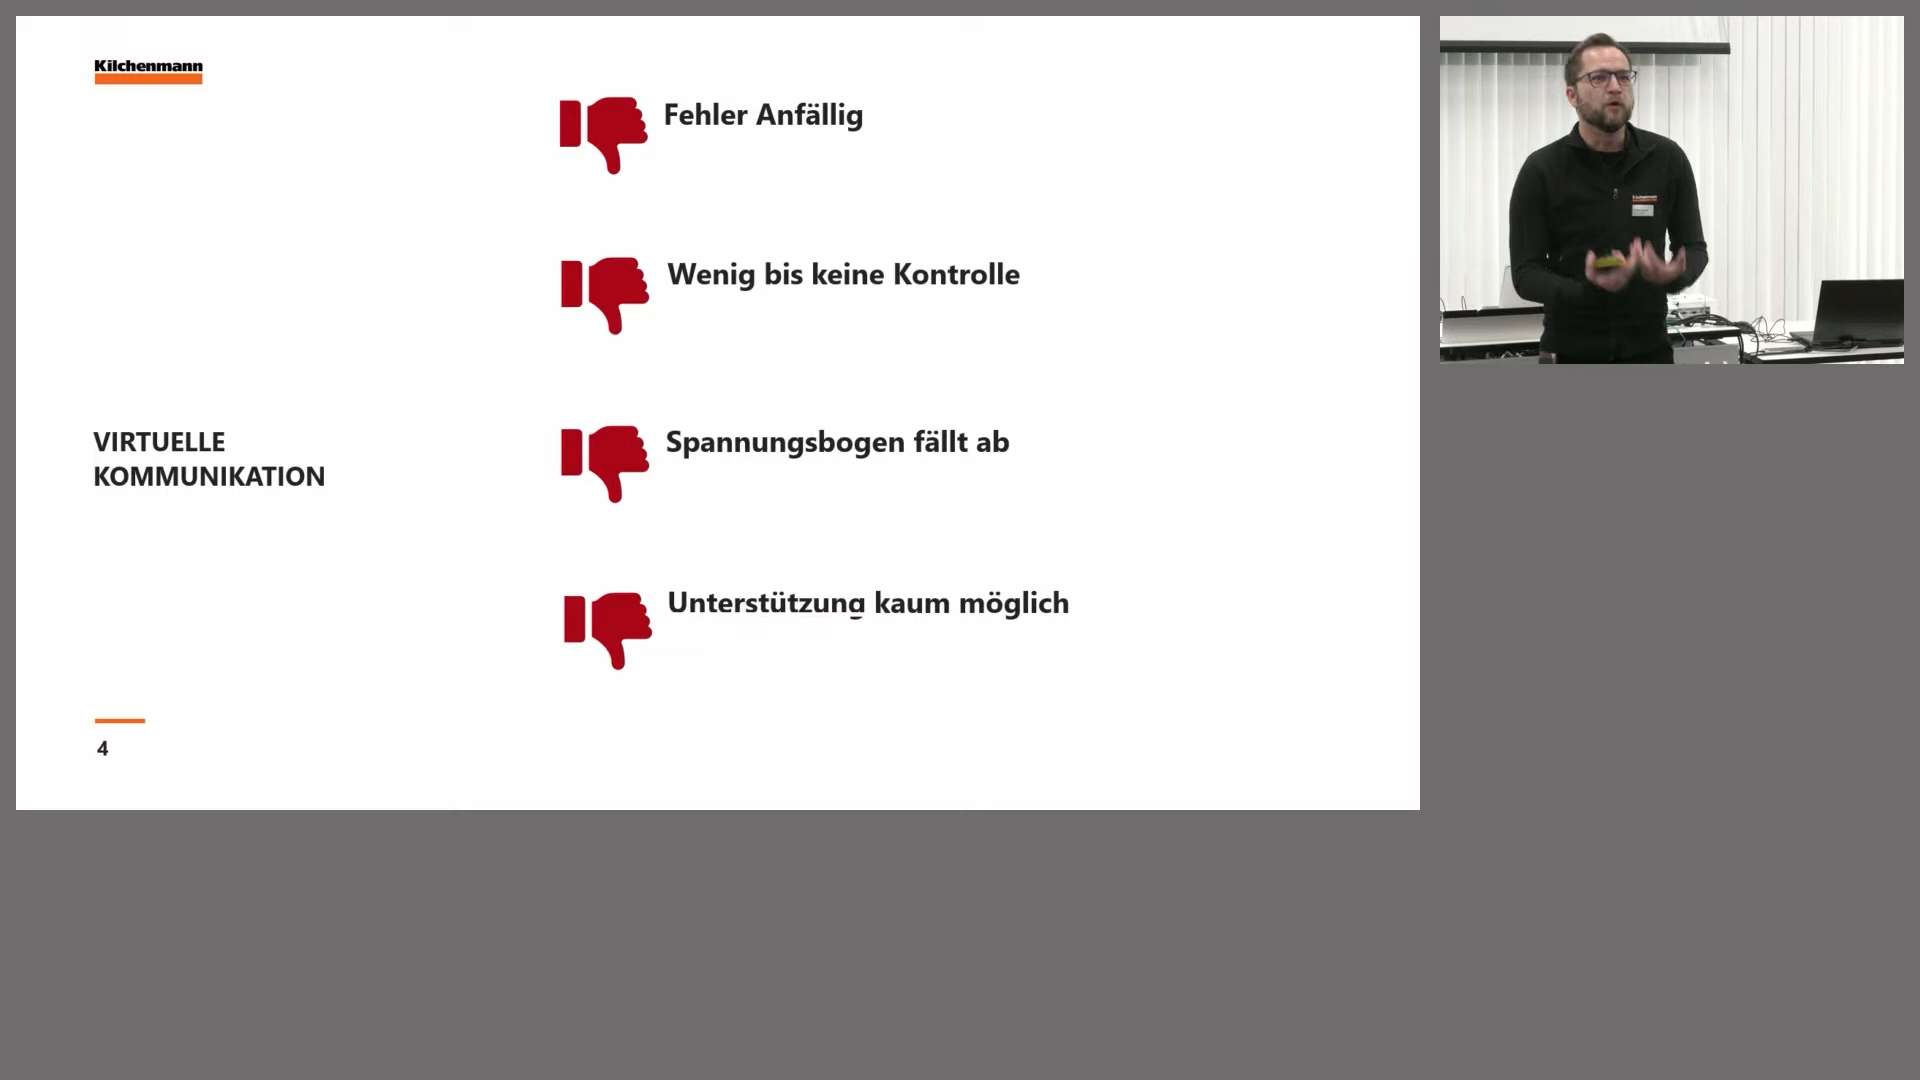 Kilchenmann
Fehler Anfällig
Wenig bis keine Kontrolle
VIRTUELLE
KOMMUNIKATION
Spannungsbogen fällt ab
Unterstützung kaum möglich
4